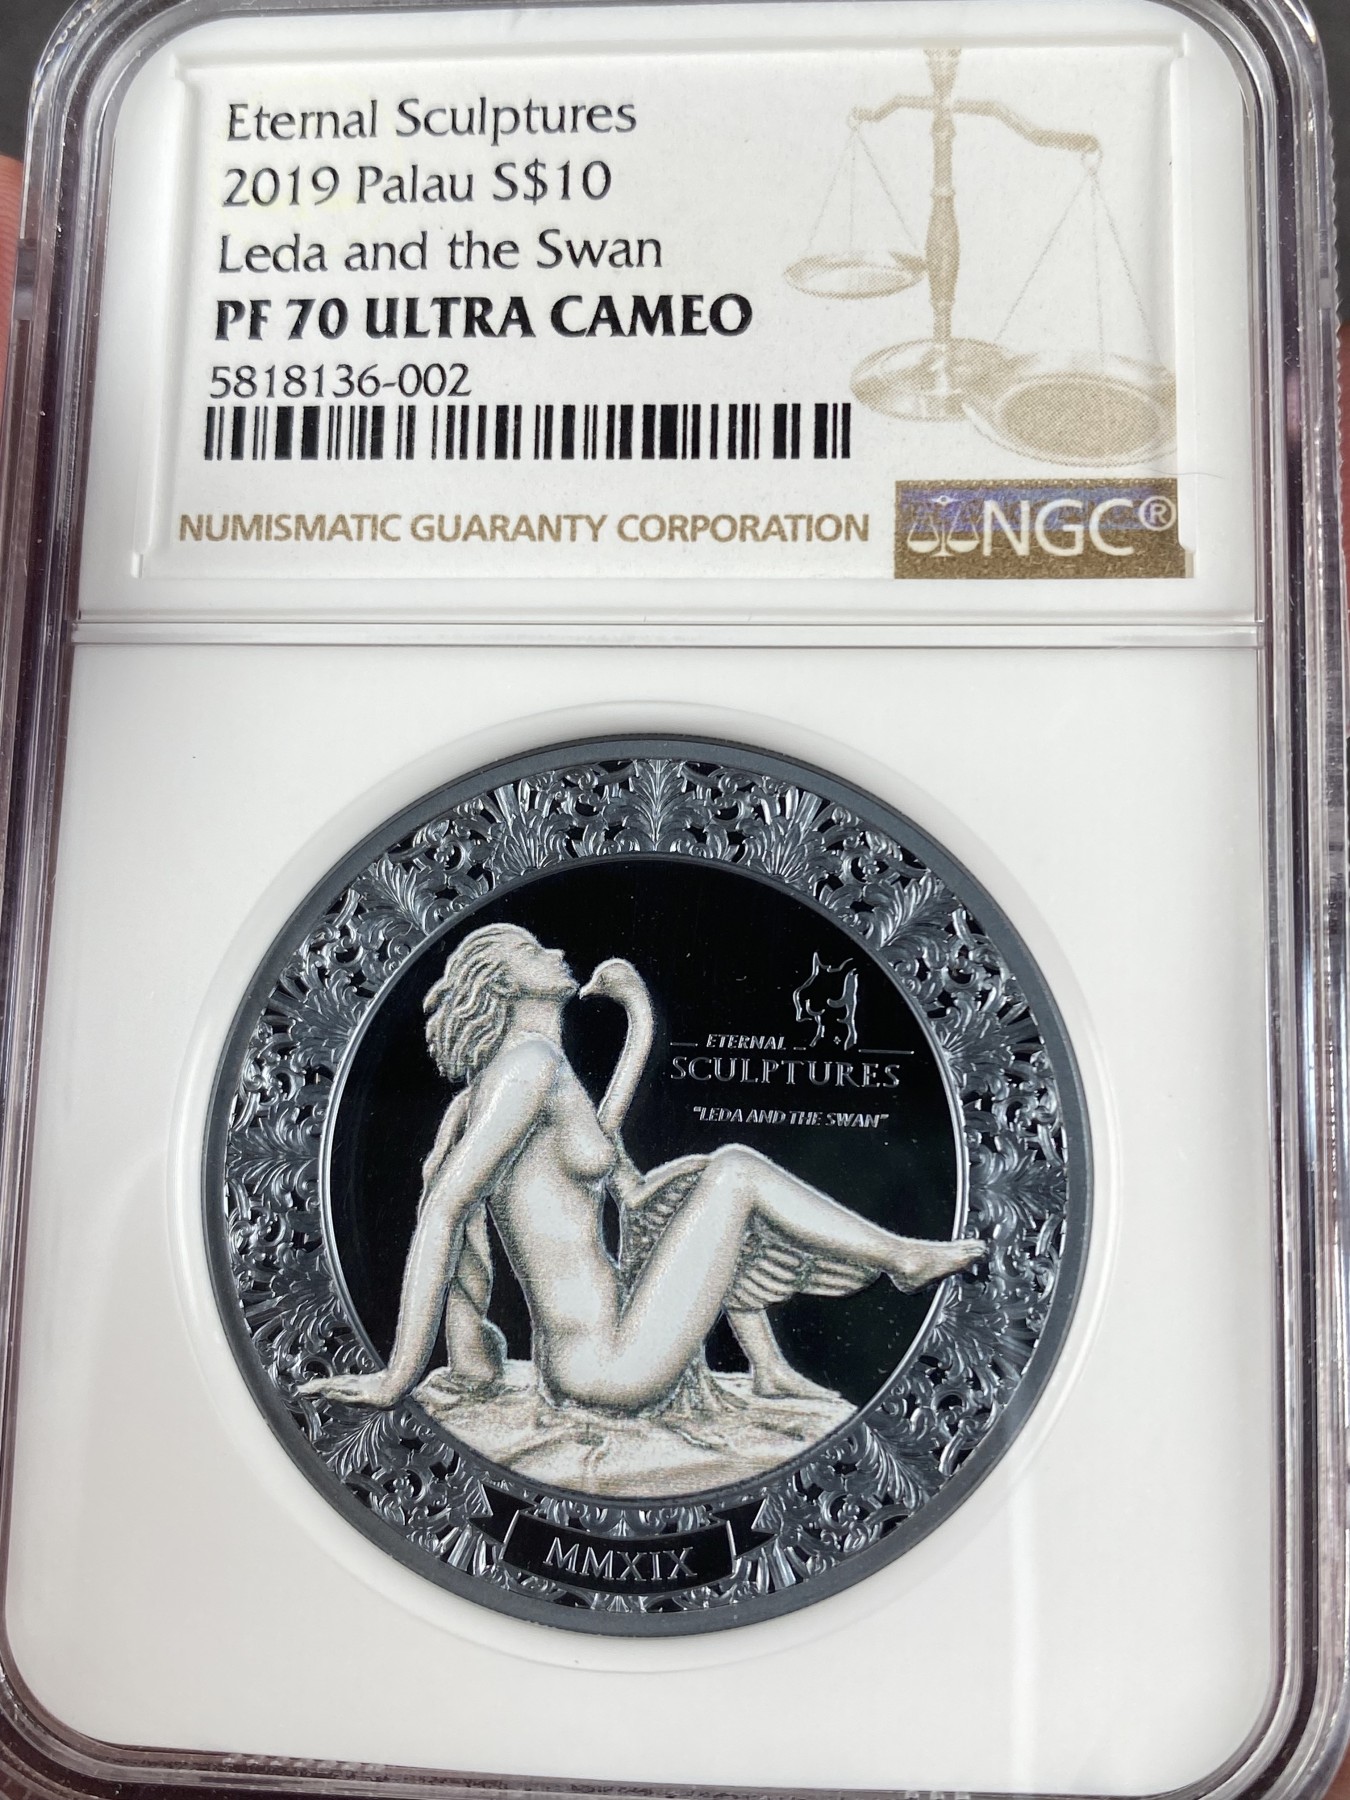 Eternal Sculptures
2019 Palau S$10
Leda and the Swan
PF 70 ULTRA CAMEO
5818136-002
NUMISMATIC GUARANTY CORPORATION
NGC®
ETERNAL
SCULPTURES
"LEDA AND THE SWAN"
MMXIX